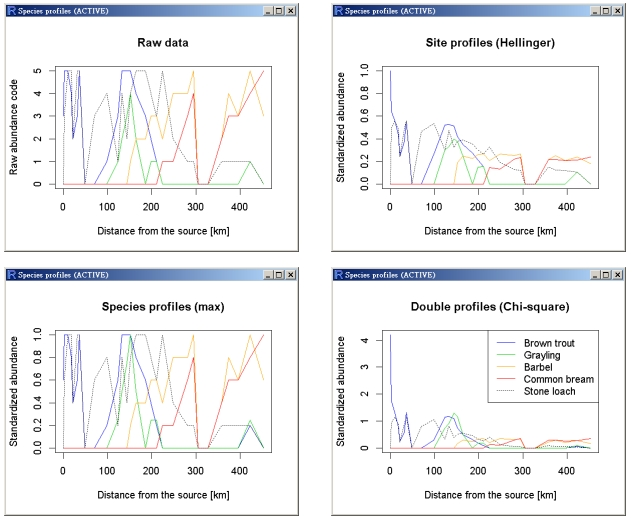 Species profiles (ACTIVE)
Raw data
Raw abundance code
5
4
3
2
1
0
0 100 200 300 400
Distance from the source [km]
Species profiles (ACTIVE)
Site profiles (Hellinger)
Standardized abundance
1.0
0.8
0.6
0.4
0.2
0.0
0 100 200 300 400
Distance from the source [km]
Species profiles (ACTIVE)
Species profiles (max)
Standardized abundance
1.0
0.8
0.6
0.4
0.2
0.0
0 100 200 300 400
Distance from the source [km]
Species profiles (ACTIVE)
Double profiles (Chi-square)
Standardized abundance
4
3
2
1
0
Brown trout
Grayling
Barbel
Common bream
Stone loach
0 100 200 300 400
Distance from the source [km]